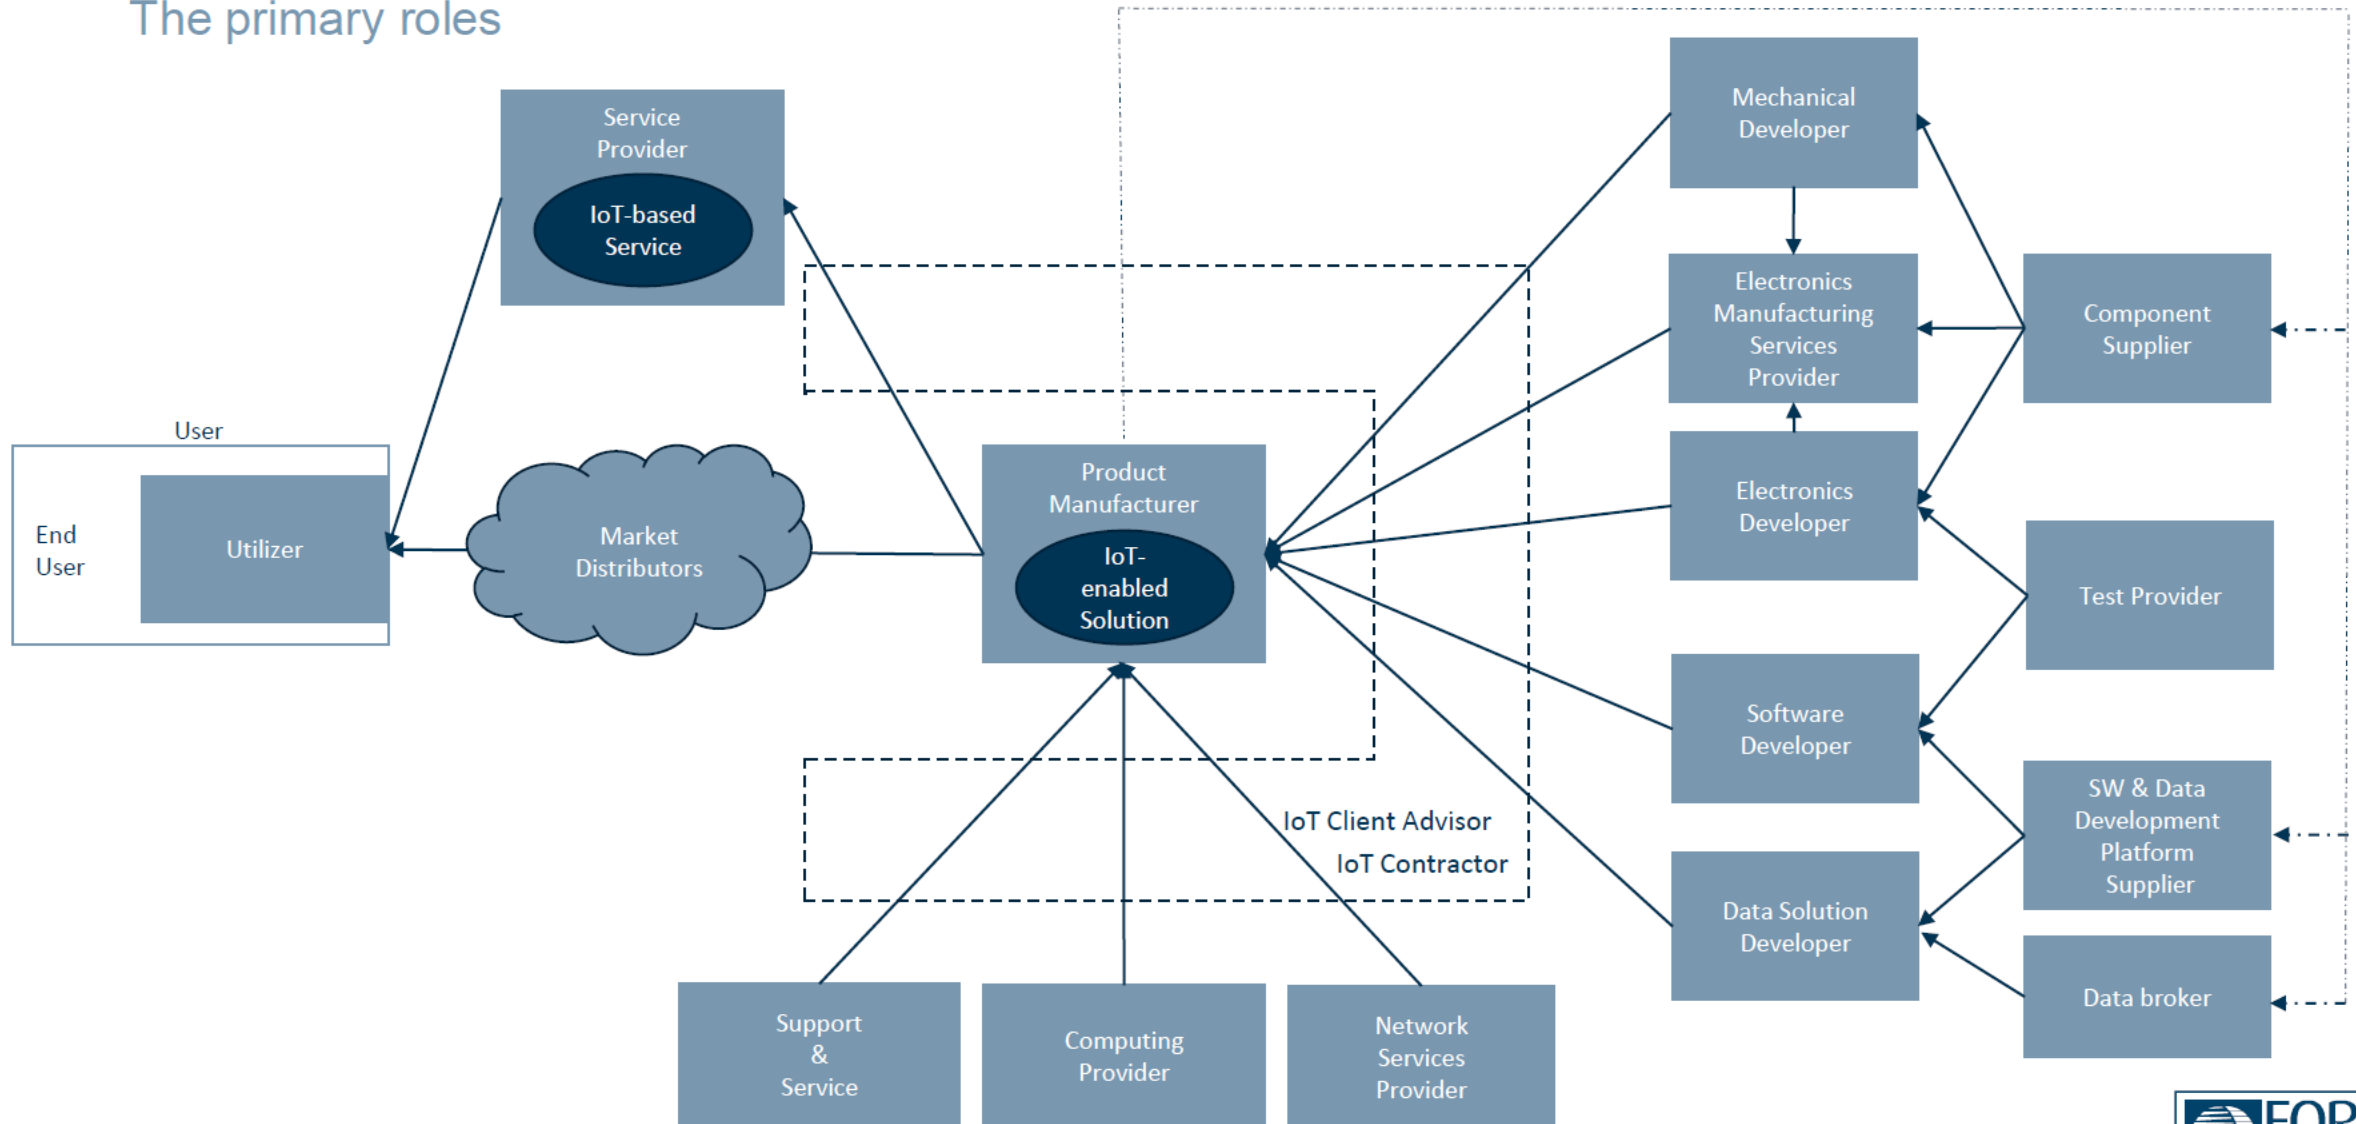 The primary roles
Service
Provider
IoT-based
Service
User
End
User
Utilizer
Market
Distributors
Product
Manufacturer
IoT-
enabled
Solution
IoT Client Advisor
IoT Contractor
Support
&
Service
Computing
Provider
Network
Services
Provider
Mechanical
Developer
Electronics
Manufacturing
Services
Provider
Electronics
Developer
Software
Developer
Data Solution
Developer
Component
Supplier
Test Provider
SW & Data
Development
Platform
Supplier
Data broker